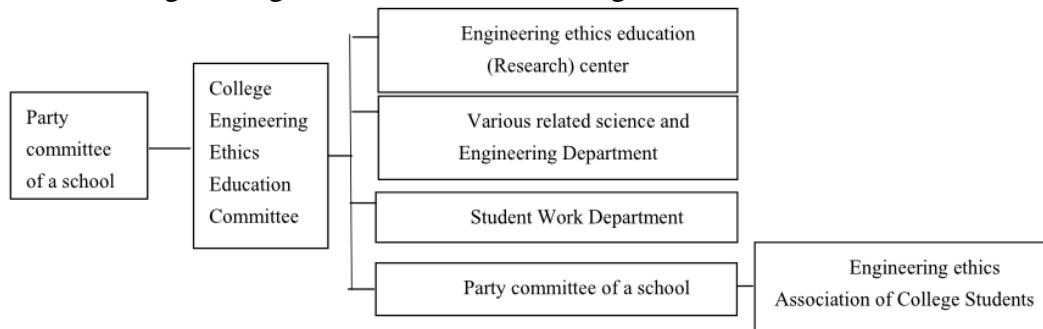 Party
committee
of a school
College
Engineering
Ethics
Education
Committee
Engineering ethics education
(Research) center
Various related science and
Engineering Department
Student Work Department
Party committee of a school
Engineering ethics
Association of College Students